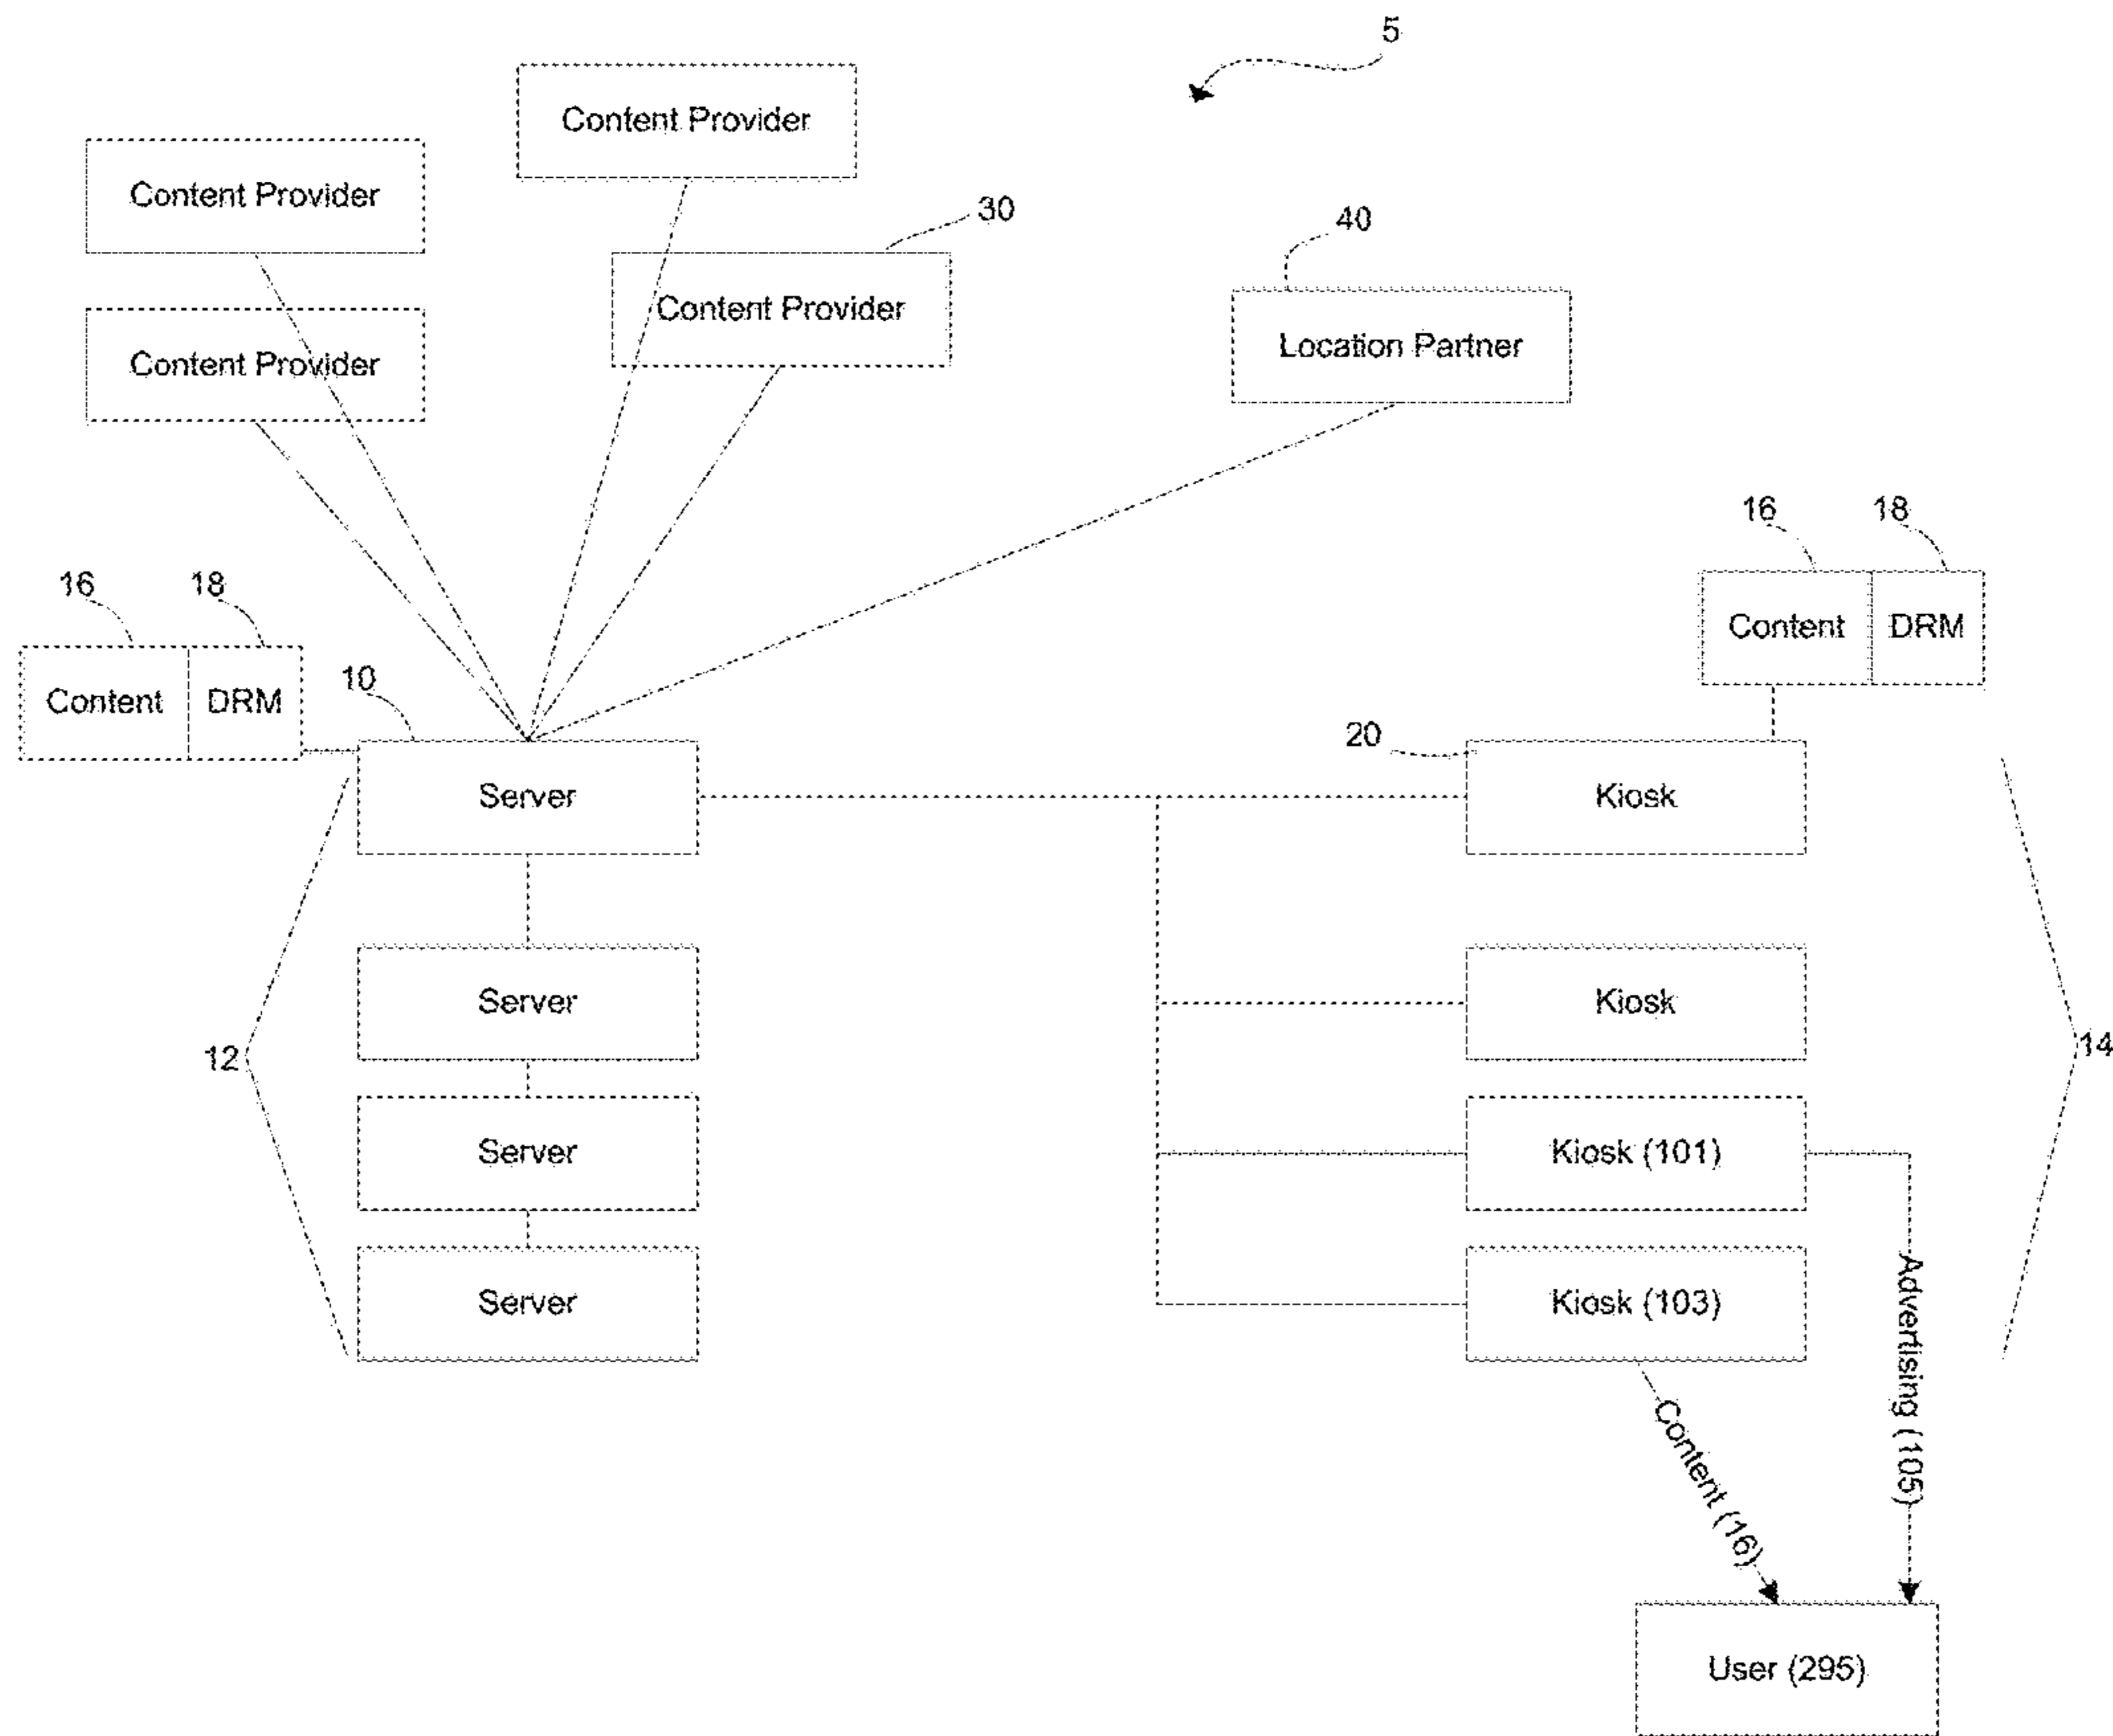 5
Content Provider
Content Provider
30
40
Content Provider
Location Partner
Content Provider
16
18
16
18
Content
DRM
Content
DRM
10
20
Server
Kiosk
Server
Kiosk
12
14
Server
Kiosk (101)
Server
Kiosk (103)
Advertising (105)
Content (16)
User (295)